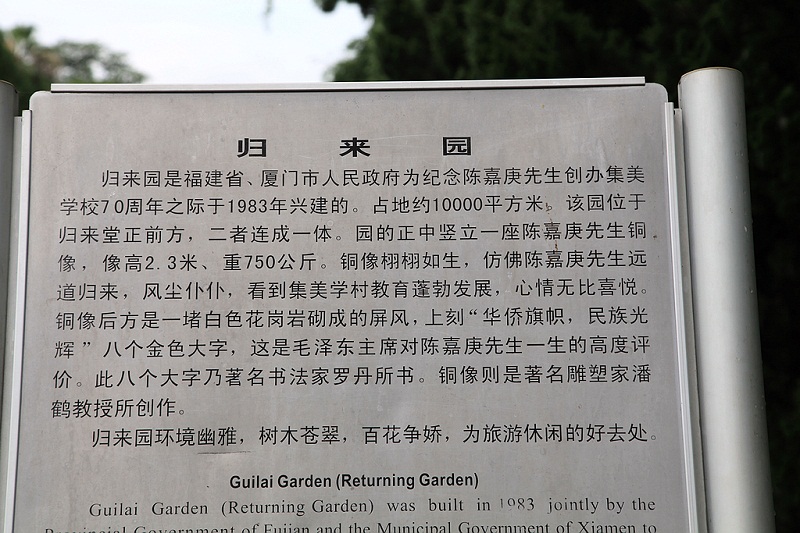 归来园
归来园是福建省、厦门市人民政府为纪念陈嘉庚先生创办集美
学校70周年之际于1983年兴建的。占地约10000平方米。该园位于
归来堂正前方，二者连成一体。园的正中竖立一座陈嘉庚先生铜
像，像高2.3米、重750公斤。铜像栩栩如生，仿佛陈嘉庚先生远
道归来，风尘仆仆，看到集美学村教育蓬勃发展，心情无比喜悦。
铜像后方是一堵白色花岗岩砌成的屏风，上刻“华侨旗帜，民族光
辉”八个金色大字，这是毛泽东主席对陈嘉庚先生一生的高度评
价。此八个大字乃著名书法家罗丹所书。铜像则是著名雕塑家潘
鹤教授所创作。
归来园环境幽雅，树木苍翠，百花争娇，为旅游休闲的好去处。
Guilai Garden (Returning Garden)
Guilai Garden (Returning Garden) was built in 1983 jointly by the
Provincial Government of Fujian and the Municipal Government of Xiamen to